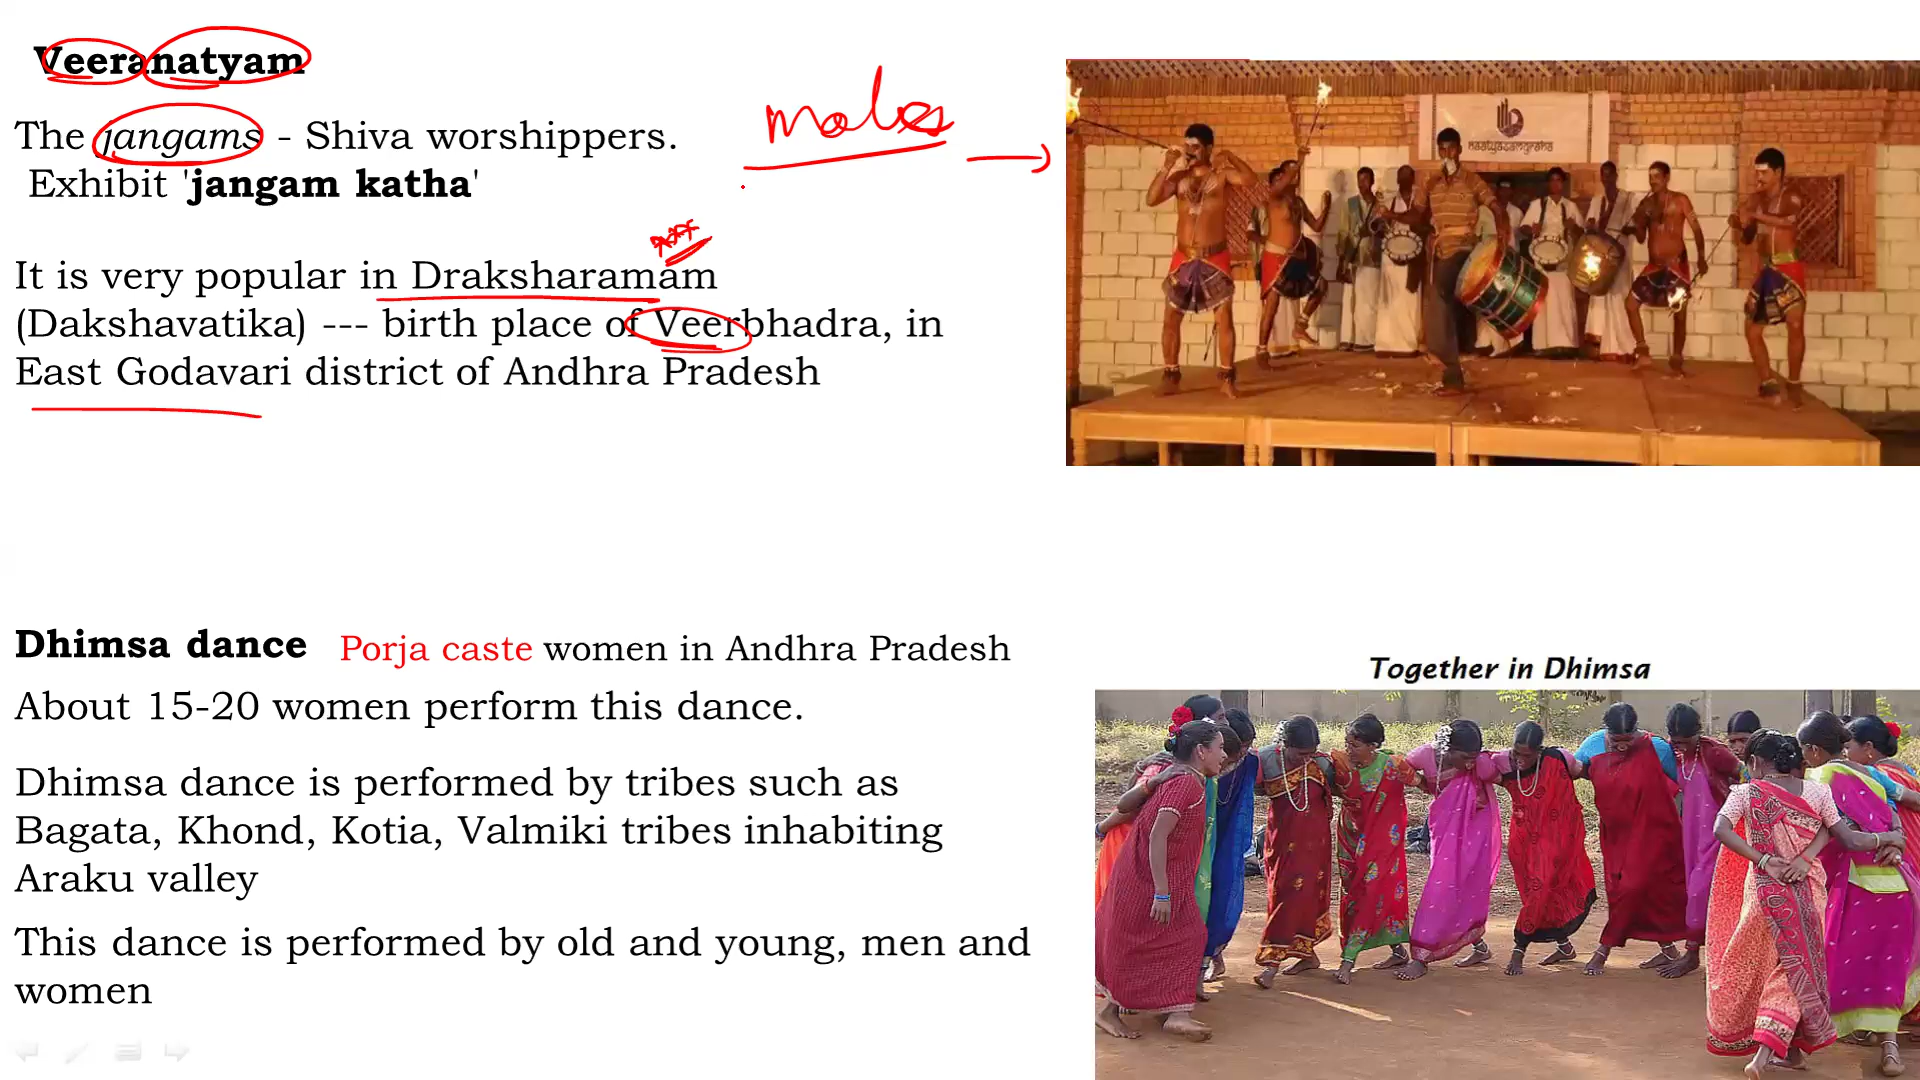 Veeranatyam
The jangams - Shiva worshippers.
Exhibit 'jangam katha'
males
It is very popular in Draksharamam
(Dakshavatika) --- birth place of Veerbhadra, in
East Godavari district of Andhra Pradesh
naatyasangraha
Dhimsa dance Porja caste women in Andhra Pradesh
About 15-20 women perform this dance.
Dhimsa dance is performed by tribes such as
Bagata, Khond, Kotia, Valmiki tribes inhabiting
Araku valley
This dance is performed by old and young, men and
women
Together in Dhimsa